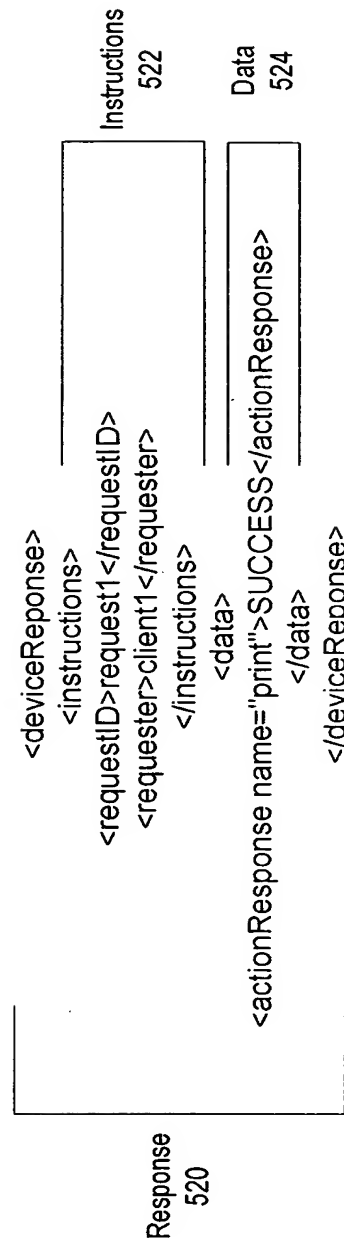 Response
520
<deviceReponse>
<instructions>
<requestID>request1</requestID>
<requester>client1</requester>
</instructions>
<data>
<actionResponse name="print">SUCCESS</actionResponse>
</data>
</deviceReponse>
Instructions
522
Data
524